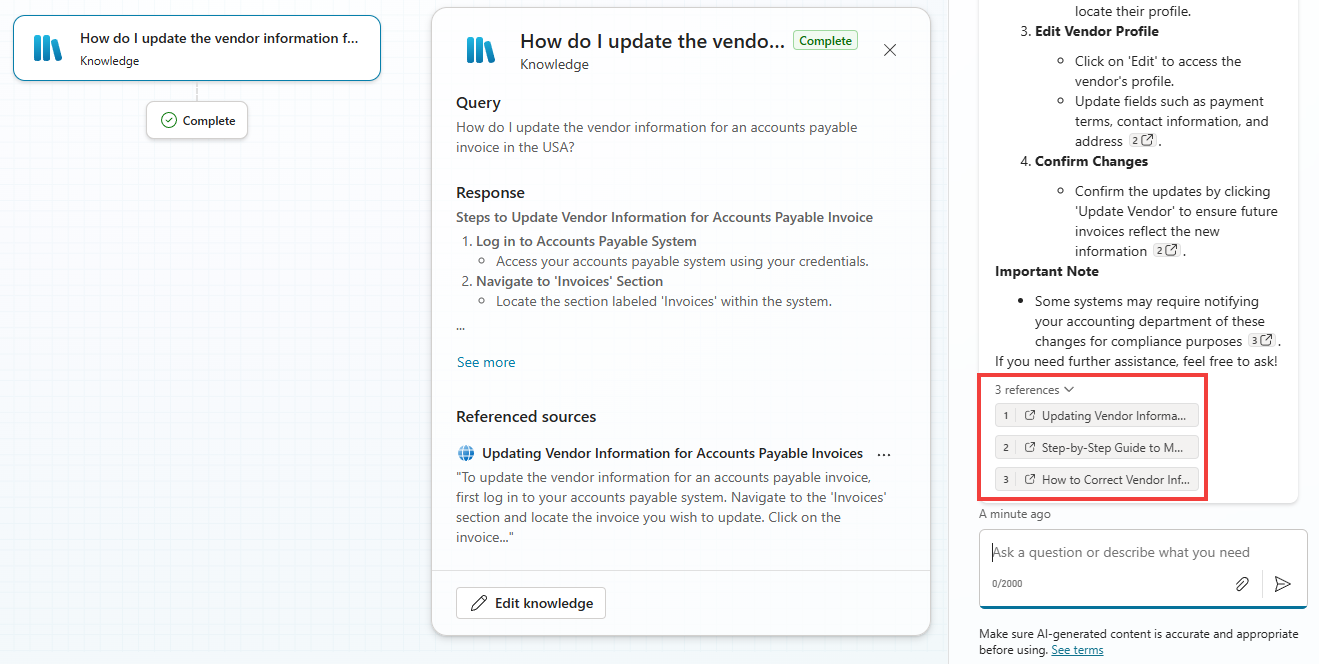 How do I update the vendor information f...
Knowledge
Complete
How do I update the vendo...
Complete
Knowledge
Query
How do I update the vendor information for an accounts payable
invoice in the USA?
Response
Steps to Update Vendor Information for Accounts Payable Invoice
1. Log in to Accounts Payable System
Access your accounts payable system using your credentials.
2. Navigate to 'Invoices' Section
Locate the section labeled 'Invoices' within the system.
...
See more
Referenced sources
Updating Vendor Information for Accounts Payable Invoices
...
"To update the vendor information for an accounts payable invoice,
first log in to your accounts payable system. Navigate to the 'Invoices'
section and locate the invoice you wish to update. Click on the
invoice..."
Edit knowledge
locate their profile.
3. Edit Vendor Profile
Click on 'Edit' to access the
vendor's profile.
Update fields such as payment
terms, contact information, and
address 2.
4. Confirm Changes
Confirm the updates by clicking
'Update Vendor' to ensure future
invoices reflect the new
information 2.
Important Note
Some systems may require notifying
your accounting department of these
changes for compliance purposes 3.
If you need further assistance, feel free to ask!
3 references
1 Updating Vendor Informa...
2 Step-by-Step Guide to M...
3 How to Correct Vendor Inf...
A minute ago
Ask a question or describe what you need
0/2000
Make sure AI-generated content is accurate and appropriate
before using. See terms